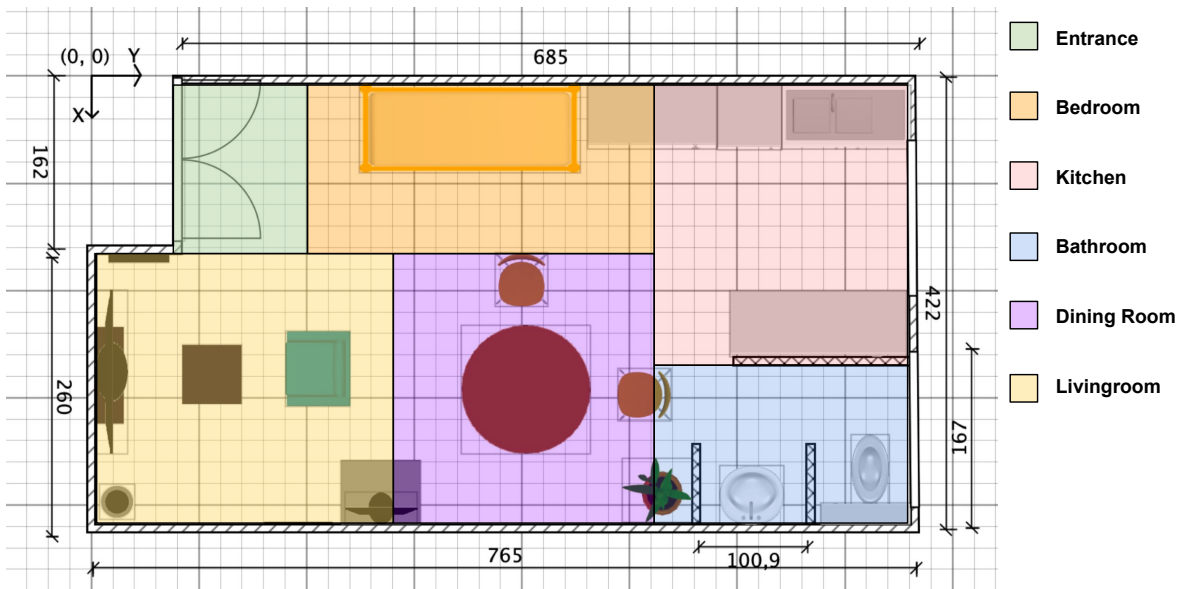 (0, 0) Y
X
685
162
260
422
167
765
100,9
Entrance
Bedroom
Kitchen
Bathroom
Dining Room
Livingroom